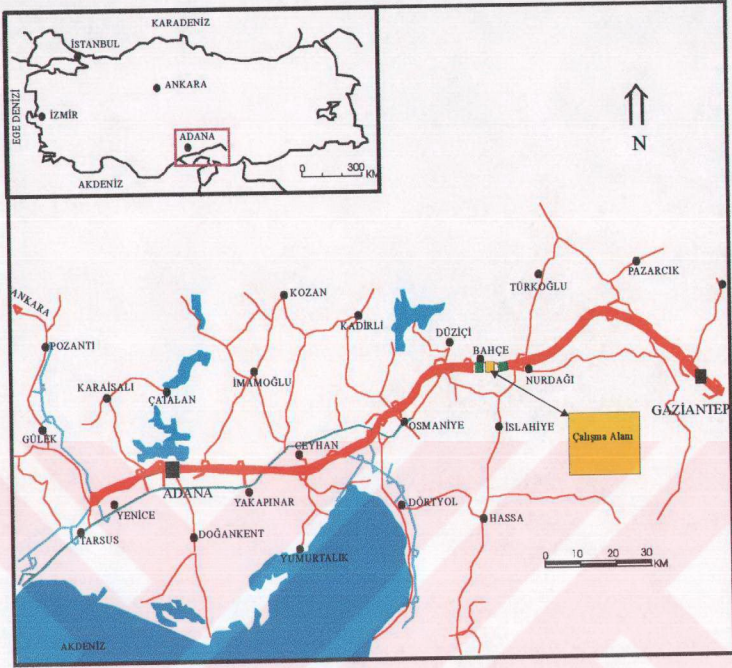 KARADENİZ
İSTANBUL
ANKARA
EGE DENİZİ
İZMİR
ADANA
AKDENİZ
0 300 KM
N
ANKARA
KOZAN
TÜRKOĞLU
PAZARCIK
KADİRLİ
DÜZİÇİ
POZANTI
BAHÇE
NURDAĞI
KARAİSALI
ÇATALAN
İMAMOĞLU
GAZİANTEP
GÜLEK
OSMANİYE
İSLAHİYE
Çalışma Alanı
CEYHAN
ADANA
YAKAPINAR
DÖRTYOL
YENİCE
HASSA
TARSUS
DOĞANKENT
YUMURTALIK
0 10 20 30
KM
AKDENİZ